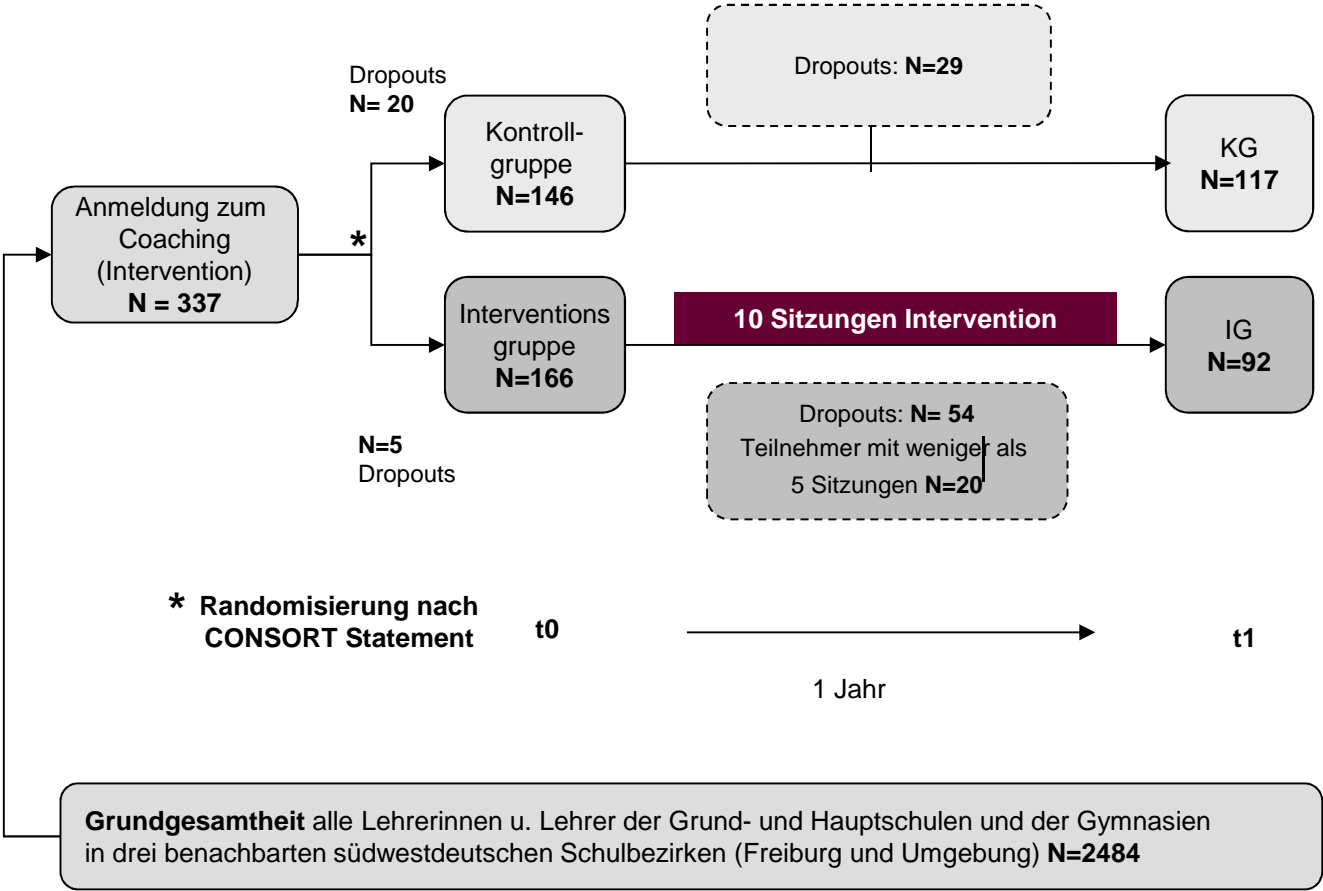 Dropouts
N= 20
Dropouts: N=29
Kontroll-
gruppe
N=146
KG
N=117
Anmeldung zum
Coaching
(Intervention)
N = 337
*
Interventions
gruppe
N=166
10 Sitzungen Intervention
IG
N=92
N=5
Dropouts
Dropouts: N= 54
Teilnehmer mit weniger als
5 Sitzungen N=20
* Randomisierung nach
CONSORT Statement
t0
t1
1 Jahr
Grundgesamtheit alle Lehrerinnen u. Lehrer der Grund- und Hauptschulen und der Gymnasien
in drei benachbarten südwestdeutschen Schulbezirken (Freiburg und Umgebung) N=2484